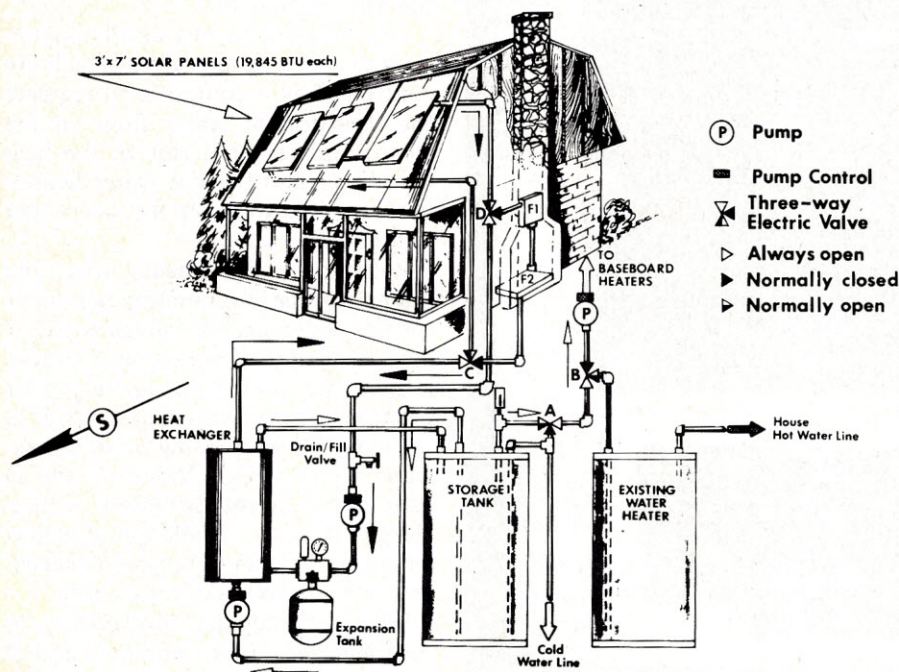 3'x 7' SOLAR PANELS (19,845 BTU each)
P Pump
Pump Control
Three-way
Electric Valve
Always open
Normally closed
Normally open
D
F1
F2
TO
BASEBOARD
HEATERS
P
C
B
A
S
HEAT
EXCHANGER
Drain/Fill
Valve
P
STORAGE
TANK
EXISTING
WATER
HEATER
House
Hot Water Line
P
Expansion
Tank
Cold
Water Line